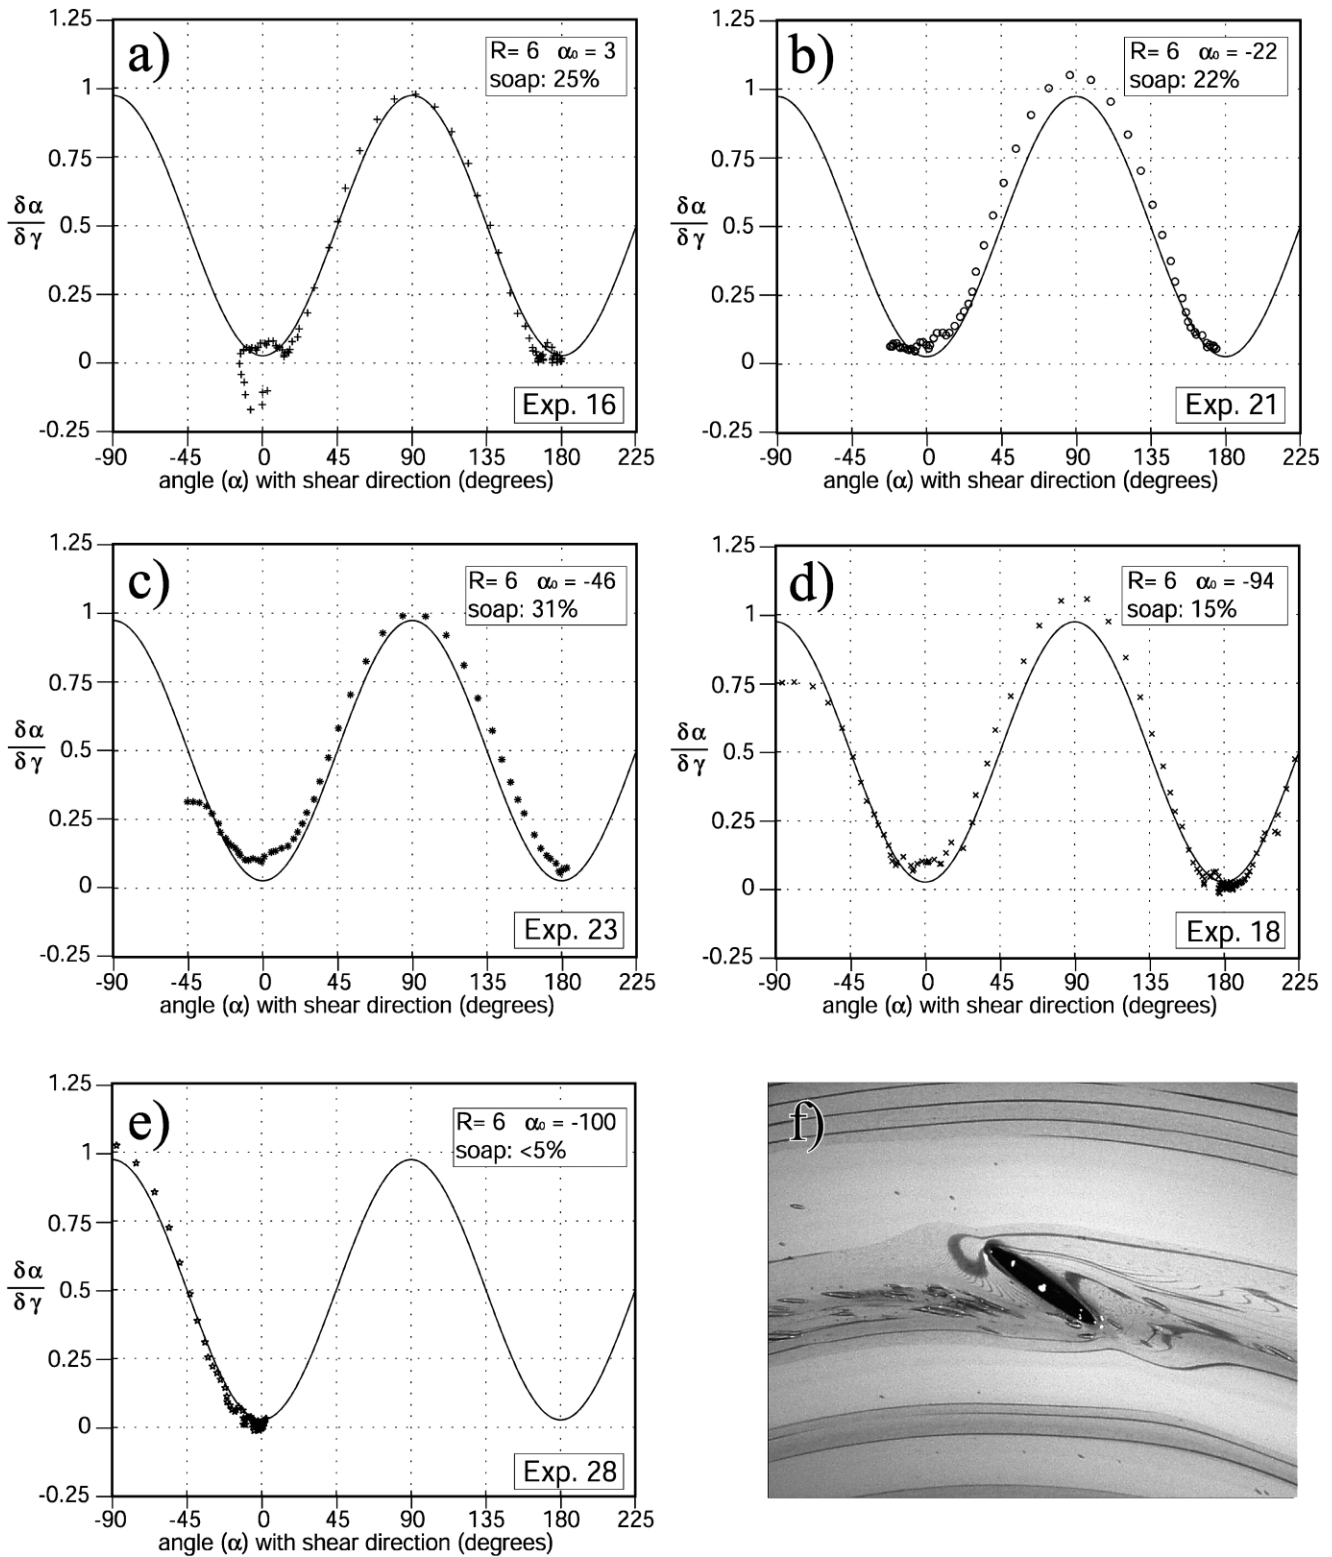 a)
R= 6 α₀ = 3
soap: 25%
1.25
1
0.75
0.5
0.25
0
-0.25
δα
δγ
Exp. 16
-90 -45 0 45 90 135 180 225
angle (α) with shear direction (degrees)
b)
R= 6 α₀ = -22
soap: 22%
1.25
1
0.75
0.5
0.25
0
-0.25
δα
δγ
Exp. 21
-90 -45 0 45 90 135 180 225
angle (α) with shear direction (degrees)
c)
R= 6 α₀ = -46
soap: 31%
1.25
1
0.75
0.5
0.25
0
-0.25
δα
δγ
Exp. 23
-90 -45 0 45 90 135 180 225
angle (α) with shear direction (degrees)
d)
R= 6 α₀ = -94
soap: 15%
1.25
1
0.75
0.5
0.25
0
-0.25
δα
δγ
Exp. 18
-90 -45 0 45 90 135 180 225
angle (α) with shear direction (degrees)
e)
R= 6 α₀ = -100
soap: <5%
1.25
1
0.75
0.5
0.25
0
-0.25
δα
δγ
Exp. 28
-90 -45 0 45 90 135 180 225
angle (α) with shear direction (degrees)
f)